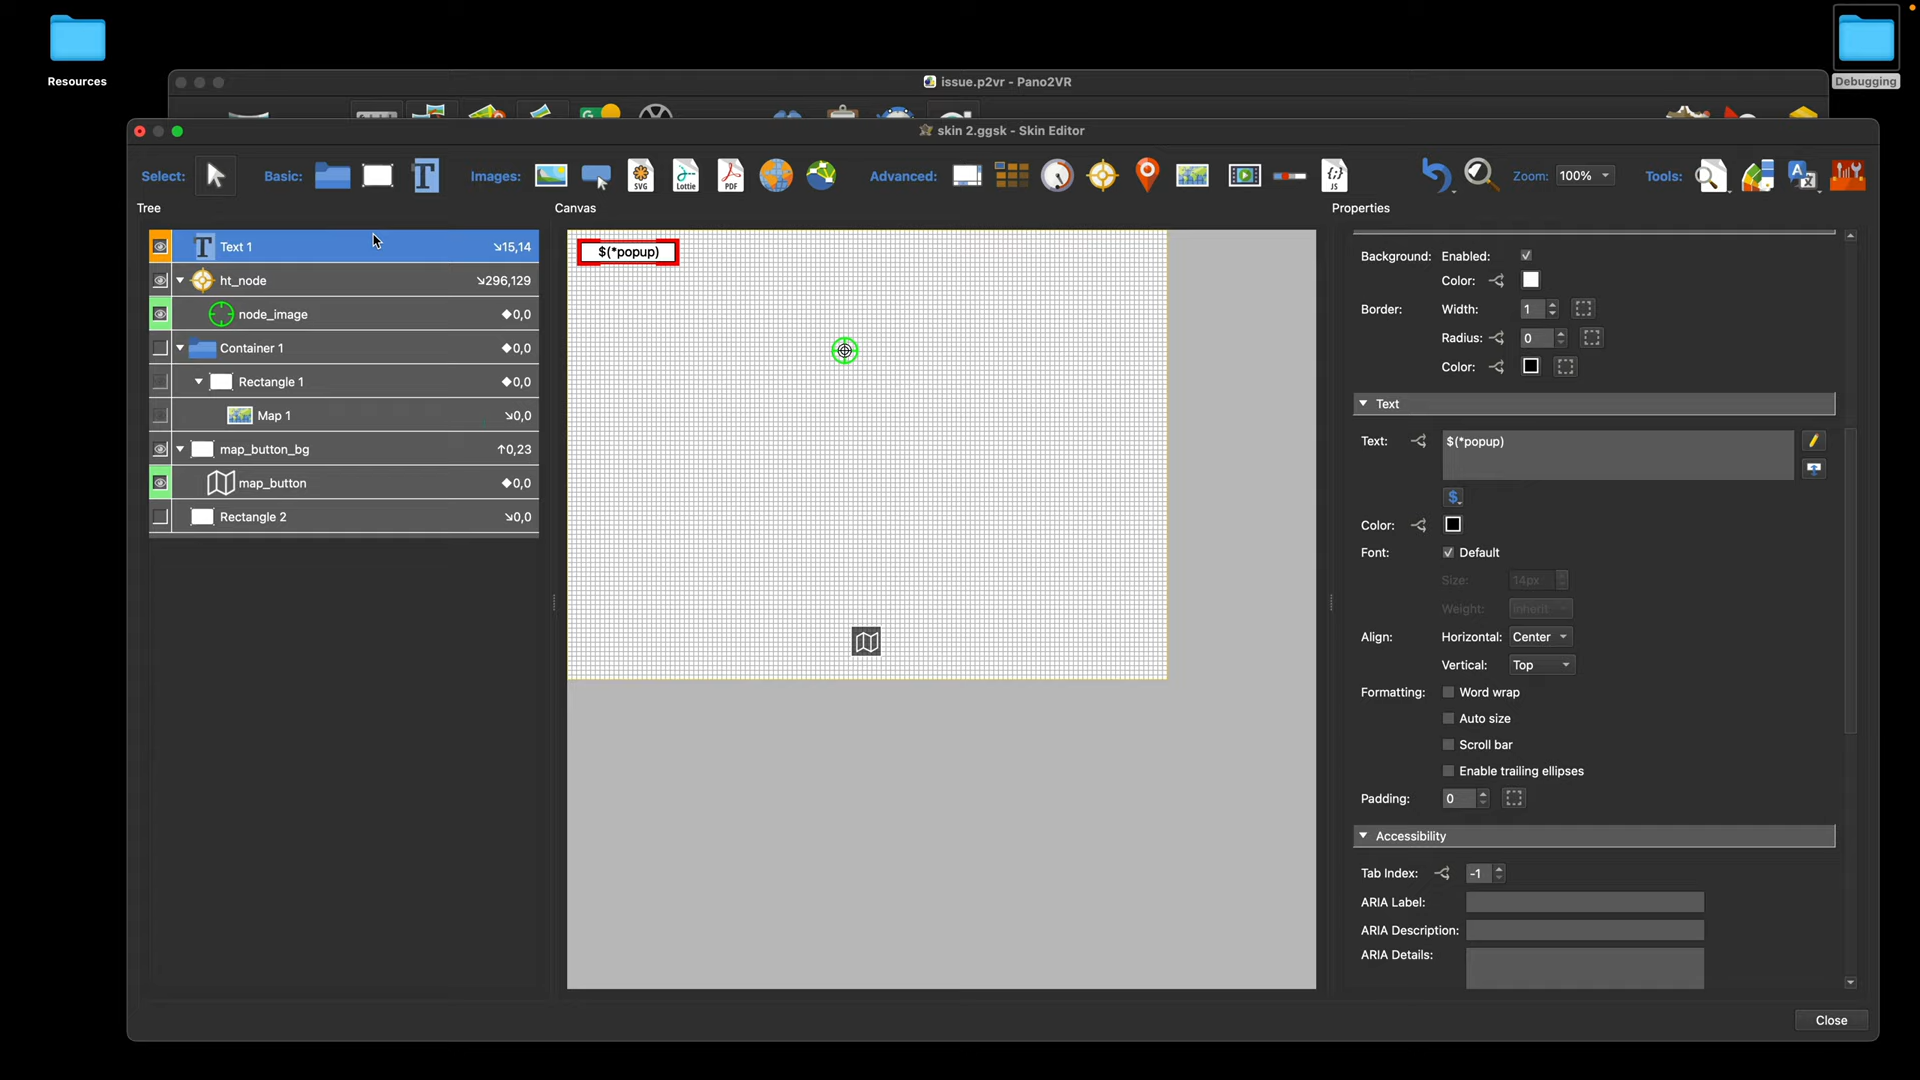 Resources
Debugging
issue.p2vr - Pano2VR
skin 2.ggsk - Skin Editor
Select:
Basic:
T
Images:
SVG
Lottie
PDF
Advanced:
JS
Zoom:
100%
Tools:
Tree
Canvas
Properties
T Text 1 ↘15,14
ht_node ↘296,129
node_image ◆0,0
Container 1 ◆0,0
Rectangle 1 ◆0,0
Map 1 ↘0,0
map_button_bg ↑0,23
map_button ◆0,0
Rectangle 2 ↘0,0
$(*popup)
Background: Enabled:
Color:
Border: Width: 1
Radius: 0
Color:
Text
Text: $(*popup)
$
Color:
Font: Default
Size: 14px
Weight: Inherit
Align: Horizontal: Center
Vertical: Top
Formatting: Word wrap
Auto size
Scroll bar
Enable trailing ellipses
Padding: 0
Accessibility
Tab Index: -1
ARIA Label:
ARIA Description:
ARIA Details:
Close